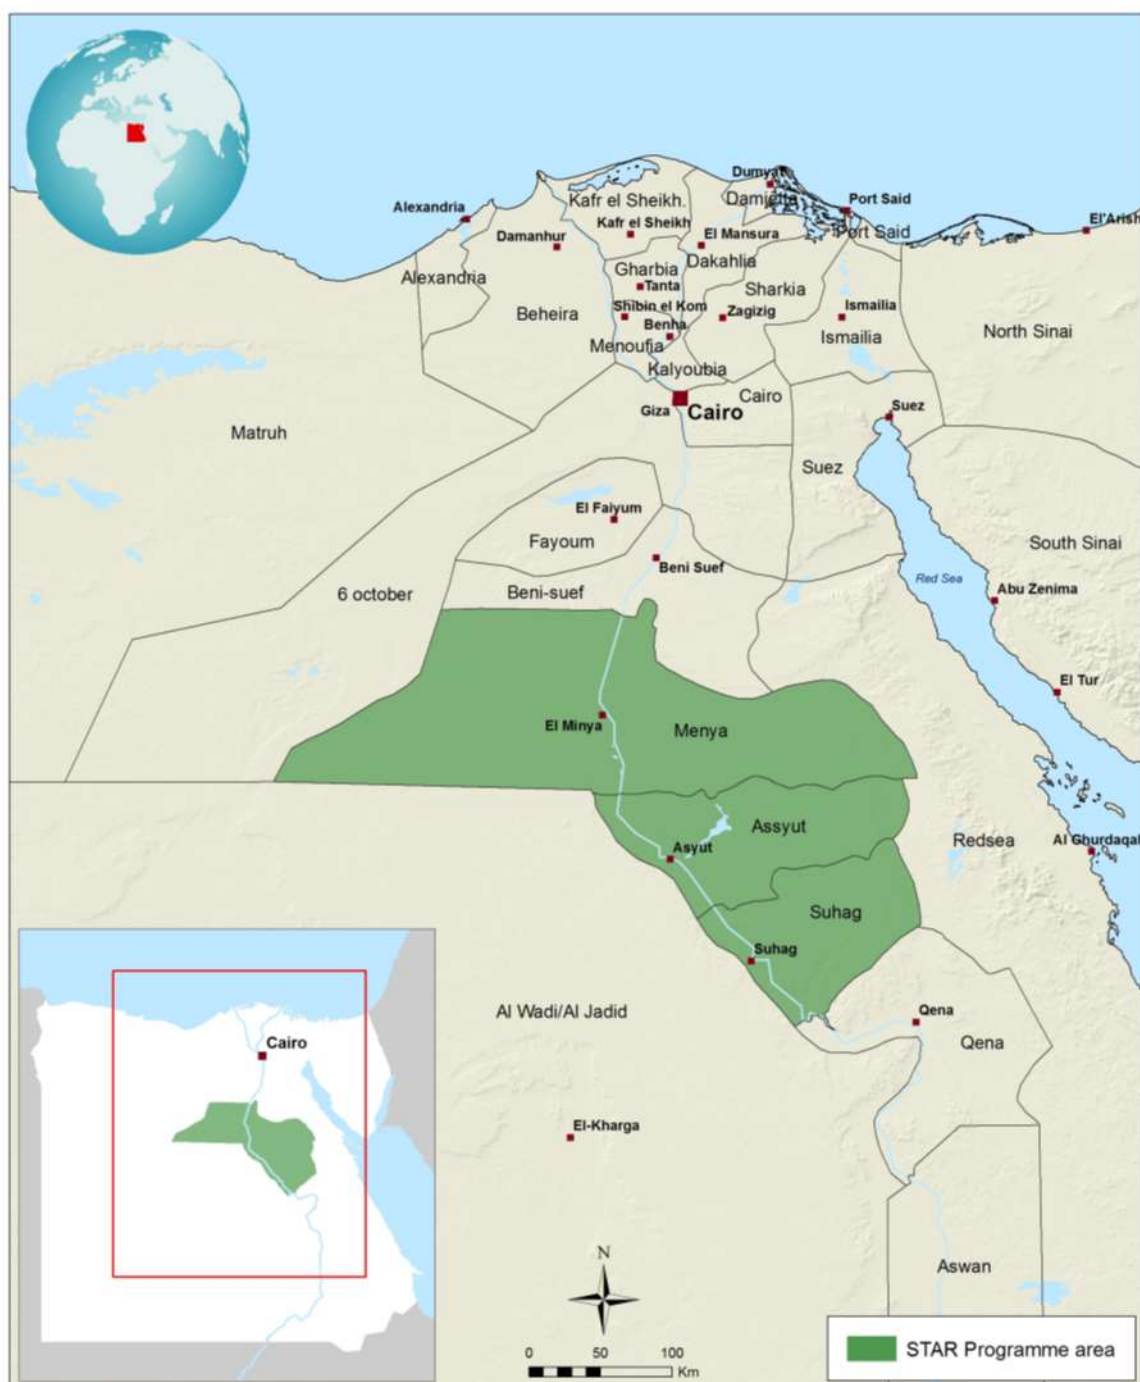 Dumyat
Damjetta
Kafr el Sheikh.
Port Said
Alexandria
Kafr el Sheikh
El'Arish
Port Said
Damanhur
El Mansura
Dakahlia
Gharbia
Alexandria
Tanta
Sharkia
Shibin el Kom
Ismailia
Beheira
Zagizig
Benha
North Sinai
Ismailia
Menoufia
Kalyoubia
Cairo
Giza
Cairo
Suez
Matruh
Suez
El Faiyum
Fayoum
South Sinai
Beni Suef
Red Sea
Abu Zenima
6 october
Beni-suef
El Tur
El Minya
Menya
Assyut
Redsea
Al Ghurdaqah
Asyut
Suhag
Suhag
Al Wadi/Al Jadid
Qena
Qena
Cairo
El-Kharga
N
Aswan
0 50 100
Km
STAR Programme area